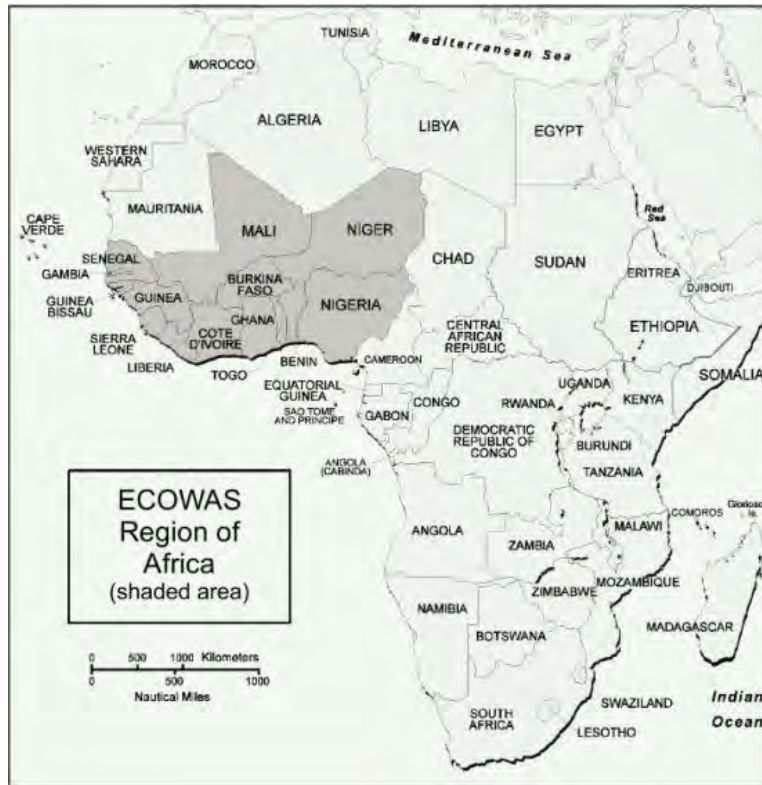 TUNISIA
Mediterranean Sea
MOROCCO
ALGERIA
LIBYA
EGYPT
WESTERN
SAHARA
MAURITANIA
CAPE
VERDE
MALI
NIGER
Red
Sea
SENEGAL
CHAD
SUDAN
GAMBIA
ERITREA
BURKINA
FASO
DJIBOUTI
GUINEA
BISSAU
GUINEA
NIGERIA
GHANA
COTE
D'IVOIRE
SIERRA
LEONE
CENTRAL
AFRICAN
REPUBLIC
ETHIOPIA
LIBERIA
TOGO
BENIN
CAMEROON
SOMALIA
EQUATORIAL
GUINEA
SAO TOME
AND PRINCIPE
GABON
CONGO
UGANDA
KENYA
RWANDA
DEMOCRATIC
REPUBLIC OF
CONGO
BURUNDI
TANZANIA
ANGOLA
(CABINDA)
ECOWAS
Region of
Africa
(shaded area)
COMOROS
Glorioso
Is.
ANGOLA
MALAWI
ZAMBIA
MOZAMBIQUE
ZIMBABWE
NAMIBIA
BOTSWANA
MADAGASCAR
0 500 1000 Kilometers
0 500 1000
Nautical Miles
SWAZILAND
SOUTH
AFRICA
LESOTHO
Indian
Ocean